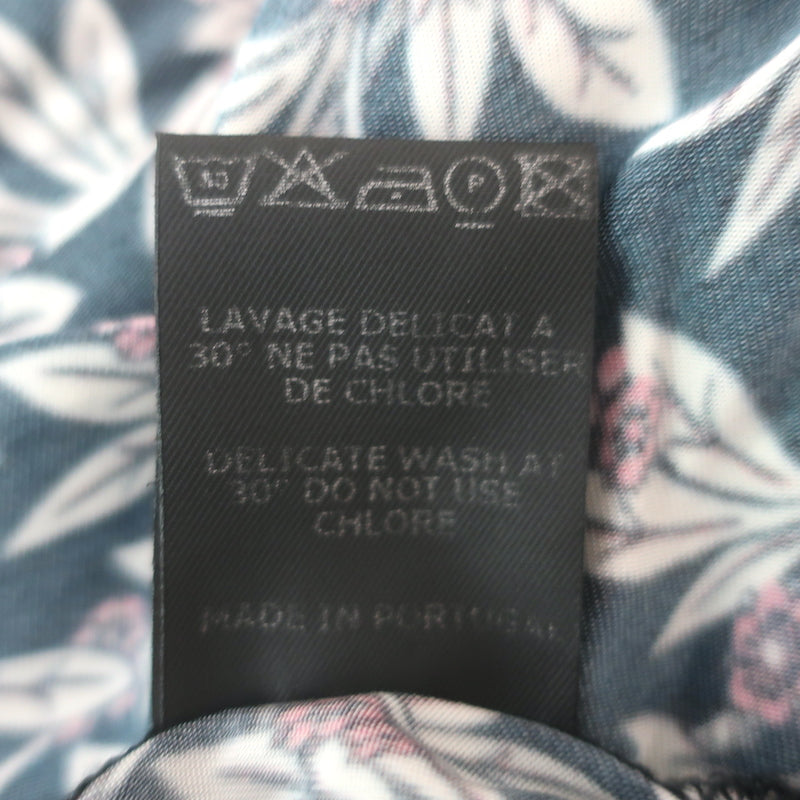 30 P
LAVAGE DELICAT A
30° NE PAS UTILISER
DE CHLORE
DELICATE WASH AT
30° DO NOT USE
CHLORE
MADE IN PORTUGAL